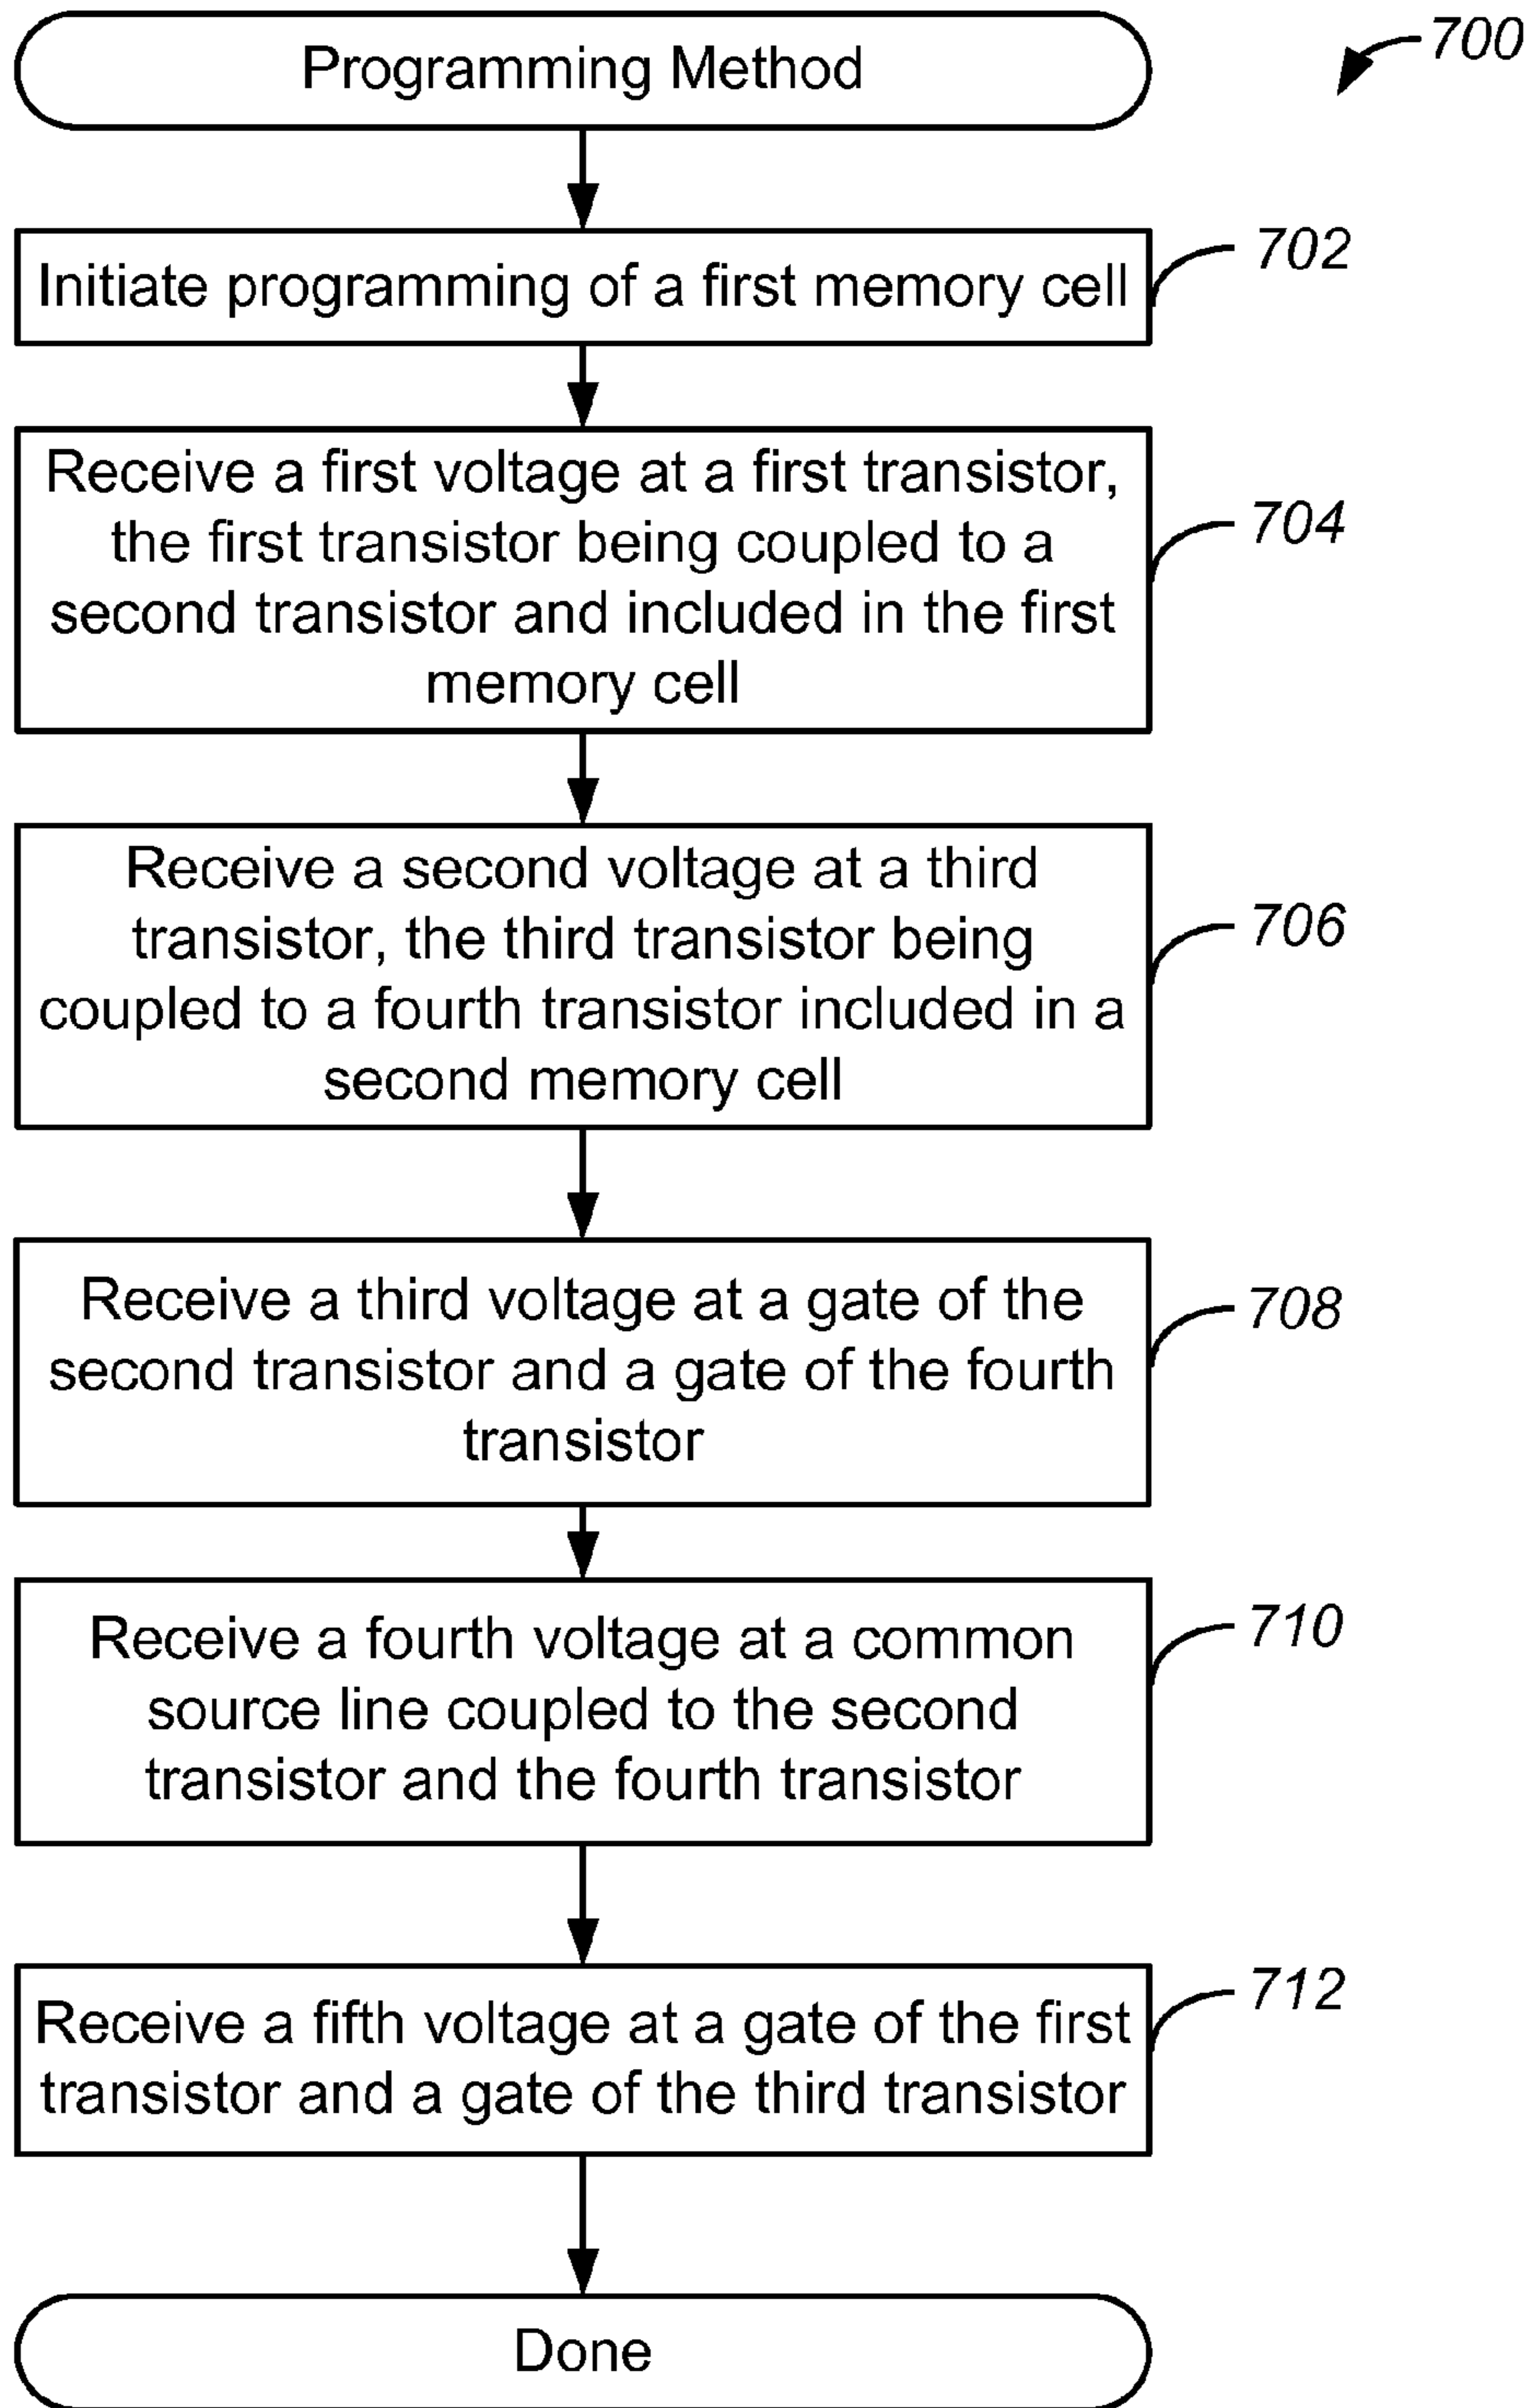 Programming Method
700
Initiate programming of a first memory cell
702
Receive a first voltage at a first transistor,
the first transistor being coupled to a
second transistor and included in the first
memory cell
704
Receive a second voltage at a third
transistor, the third transistor being
coupled to a fourth transistor included in a
second memory cell
706
Receive a third voltage at a gate of the
second transistor and a gate of the fourth
transistor
708
Receive a fourth voltage at a common
source line coupled to the second
transistor and the fourth transistor
710
Receive a fifth voltage at a gate of the first
transistor and a gate of the third transistor
712
Done